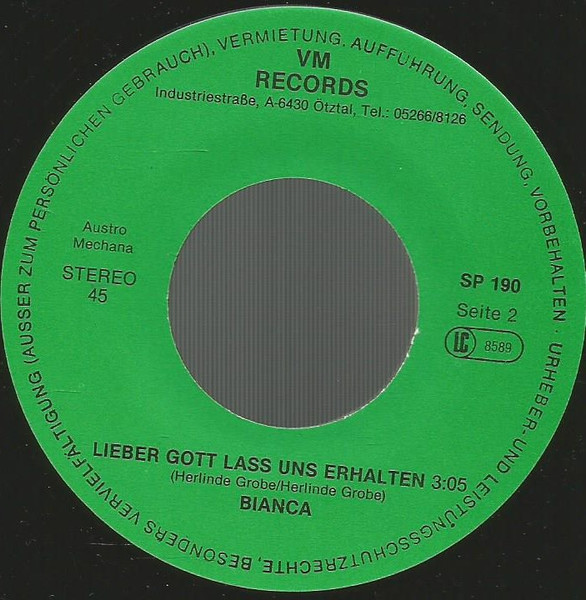 URHEBER- UND LEISTUNGSSCHUTZRECHTE, BESONDERS VERVIELFÄLTIGUNG (AUSSER ZUM PERSÖNLICHEN GEBRAUCH), VERMIETUNG, AUFFÜHRUNG, SENDUNG, VORBEHALTEN ·
VM
RECORDS
Industriestraße, A-6430 Ötztal, Tel.: 05266/8126
Austro
Mechana
STEREO
45
SP 190
Seite 2
LC 8589
LIEBER GOTT LASS UNS ERHALTEN 3:05
(Herlinde Grobe/Herlinde Grobe)
BIANCA